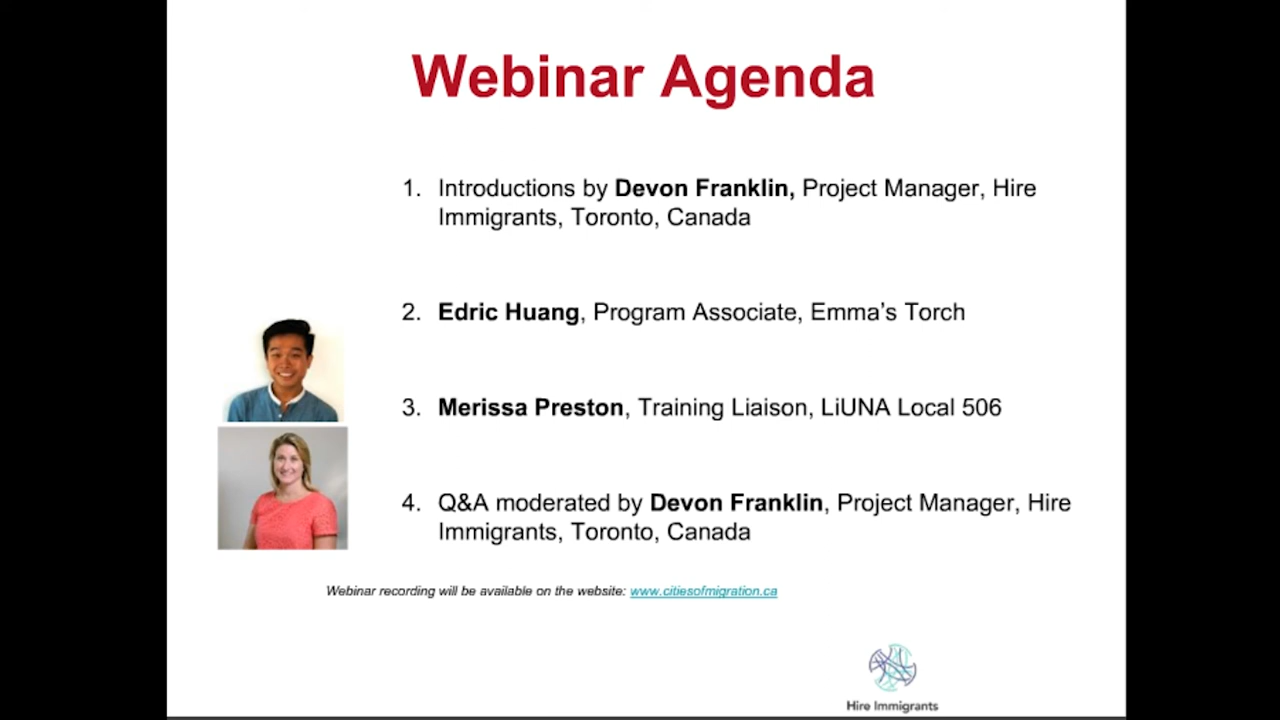 Webinar Agenda
1. Introductions by Devon Franklin, Project Manager, Hire
Immigrants, Toronto, Canada
2. Edric Huang, Program Associate, Emma’s Torch
3. Merissa Preston, Training Liaison, LiUNA Local 506
4. Q&A moderated by Devon Franklin, Project Manager, Hire
Immigrants, Toronto, Canada
Webinar recording will be available on the website: www.citiesofmigration.ca
Hire Immigrants